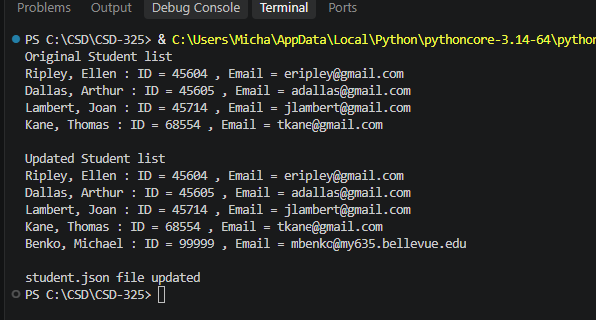 Problems Output Debug Console Terminal Ports
PS C:\CSD\CSD-325> & C:\Users\Micha\AppData\Local\Python\pythoncore-3.14-64\python
Original Student list
Ripley, Ellen : ID = 45604 , Email = eripley@gmail.com
Dallas, Arthur : ID = 45605 , Email = adallas@gmail.com
Lambert, Joan : ID = 45714 , Email = jlambert@gmail.com
Kane, Thomas : ID = 68554 , Email = tkane@gmail.com
Updated Student list
Ripley, Ellen : ID = 45604 , Email = eripley@gmail.com
Dallas, Arthur : ID = 45605 , Email = adallas@gmail.com
Lambert, Joan : ID = 45714 , Email = jlambert@gmail.com
Kane, Thomas : ID = 68554 , Email = tkane@gmail.com
Benko, Michael : ID = 99999 , Email = mbenko@my635.bellevue.edu
student.json file updated
PS C:\CSD\CSD-325>